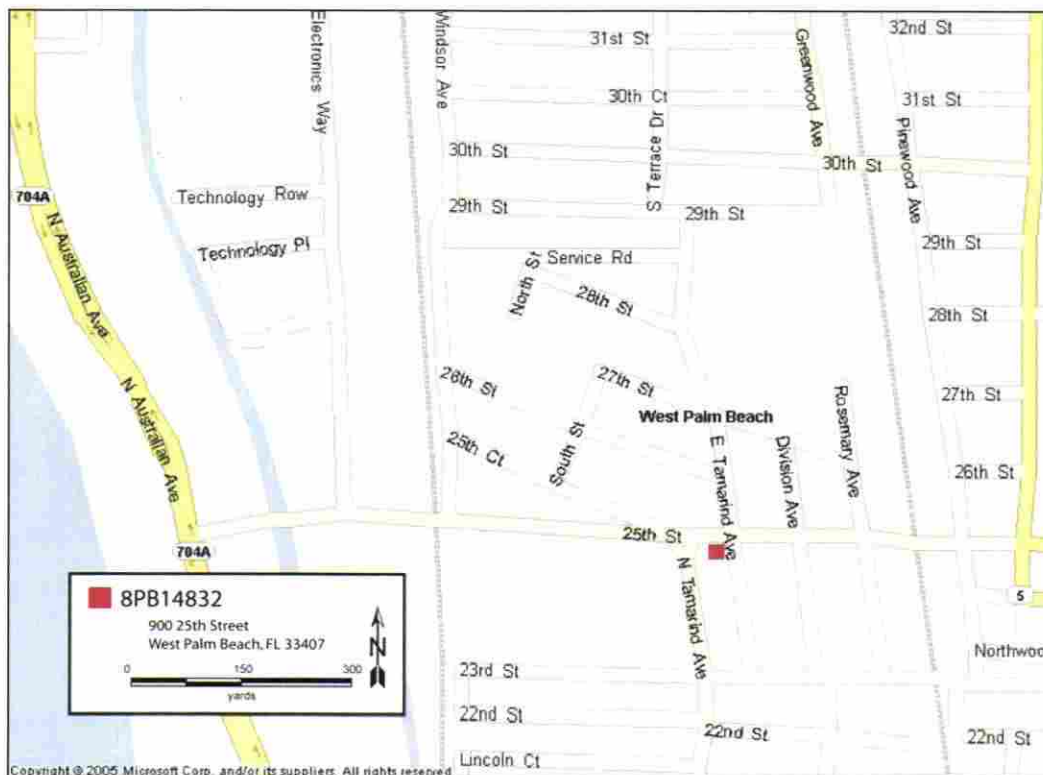 Electronics Way
Windsor Ave
31st St
S Terrace Dr
Greenwood Ave
32nd St
30th Ct
31st St
Pinewood Ave
30th St
30th St
704A
Technology Row
29th St
29th St
N Australian Ave
Technology Pl
Service Rd
29th St
North St
28th St
28th St
N Australian Ave
26th St
27th St
27th St
West Palm Beach
Rosemary Ave
25th Ct
South St
E Tamarind Ave
Division Ave
26th St
25th St
704A
N Tamarind Ave
5
8PB14832
900 25th Street
West Palm Beach, FL 33407
N
0 150 300
yards
23rd St
Northwoo
22nd St
22nd St
22nd St
Lincoln Ct
Copyright © 2005 Microsoft Corp. and/or its suppliers. All rights reserved